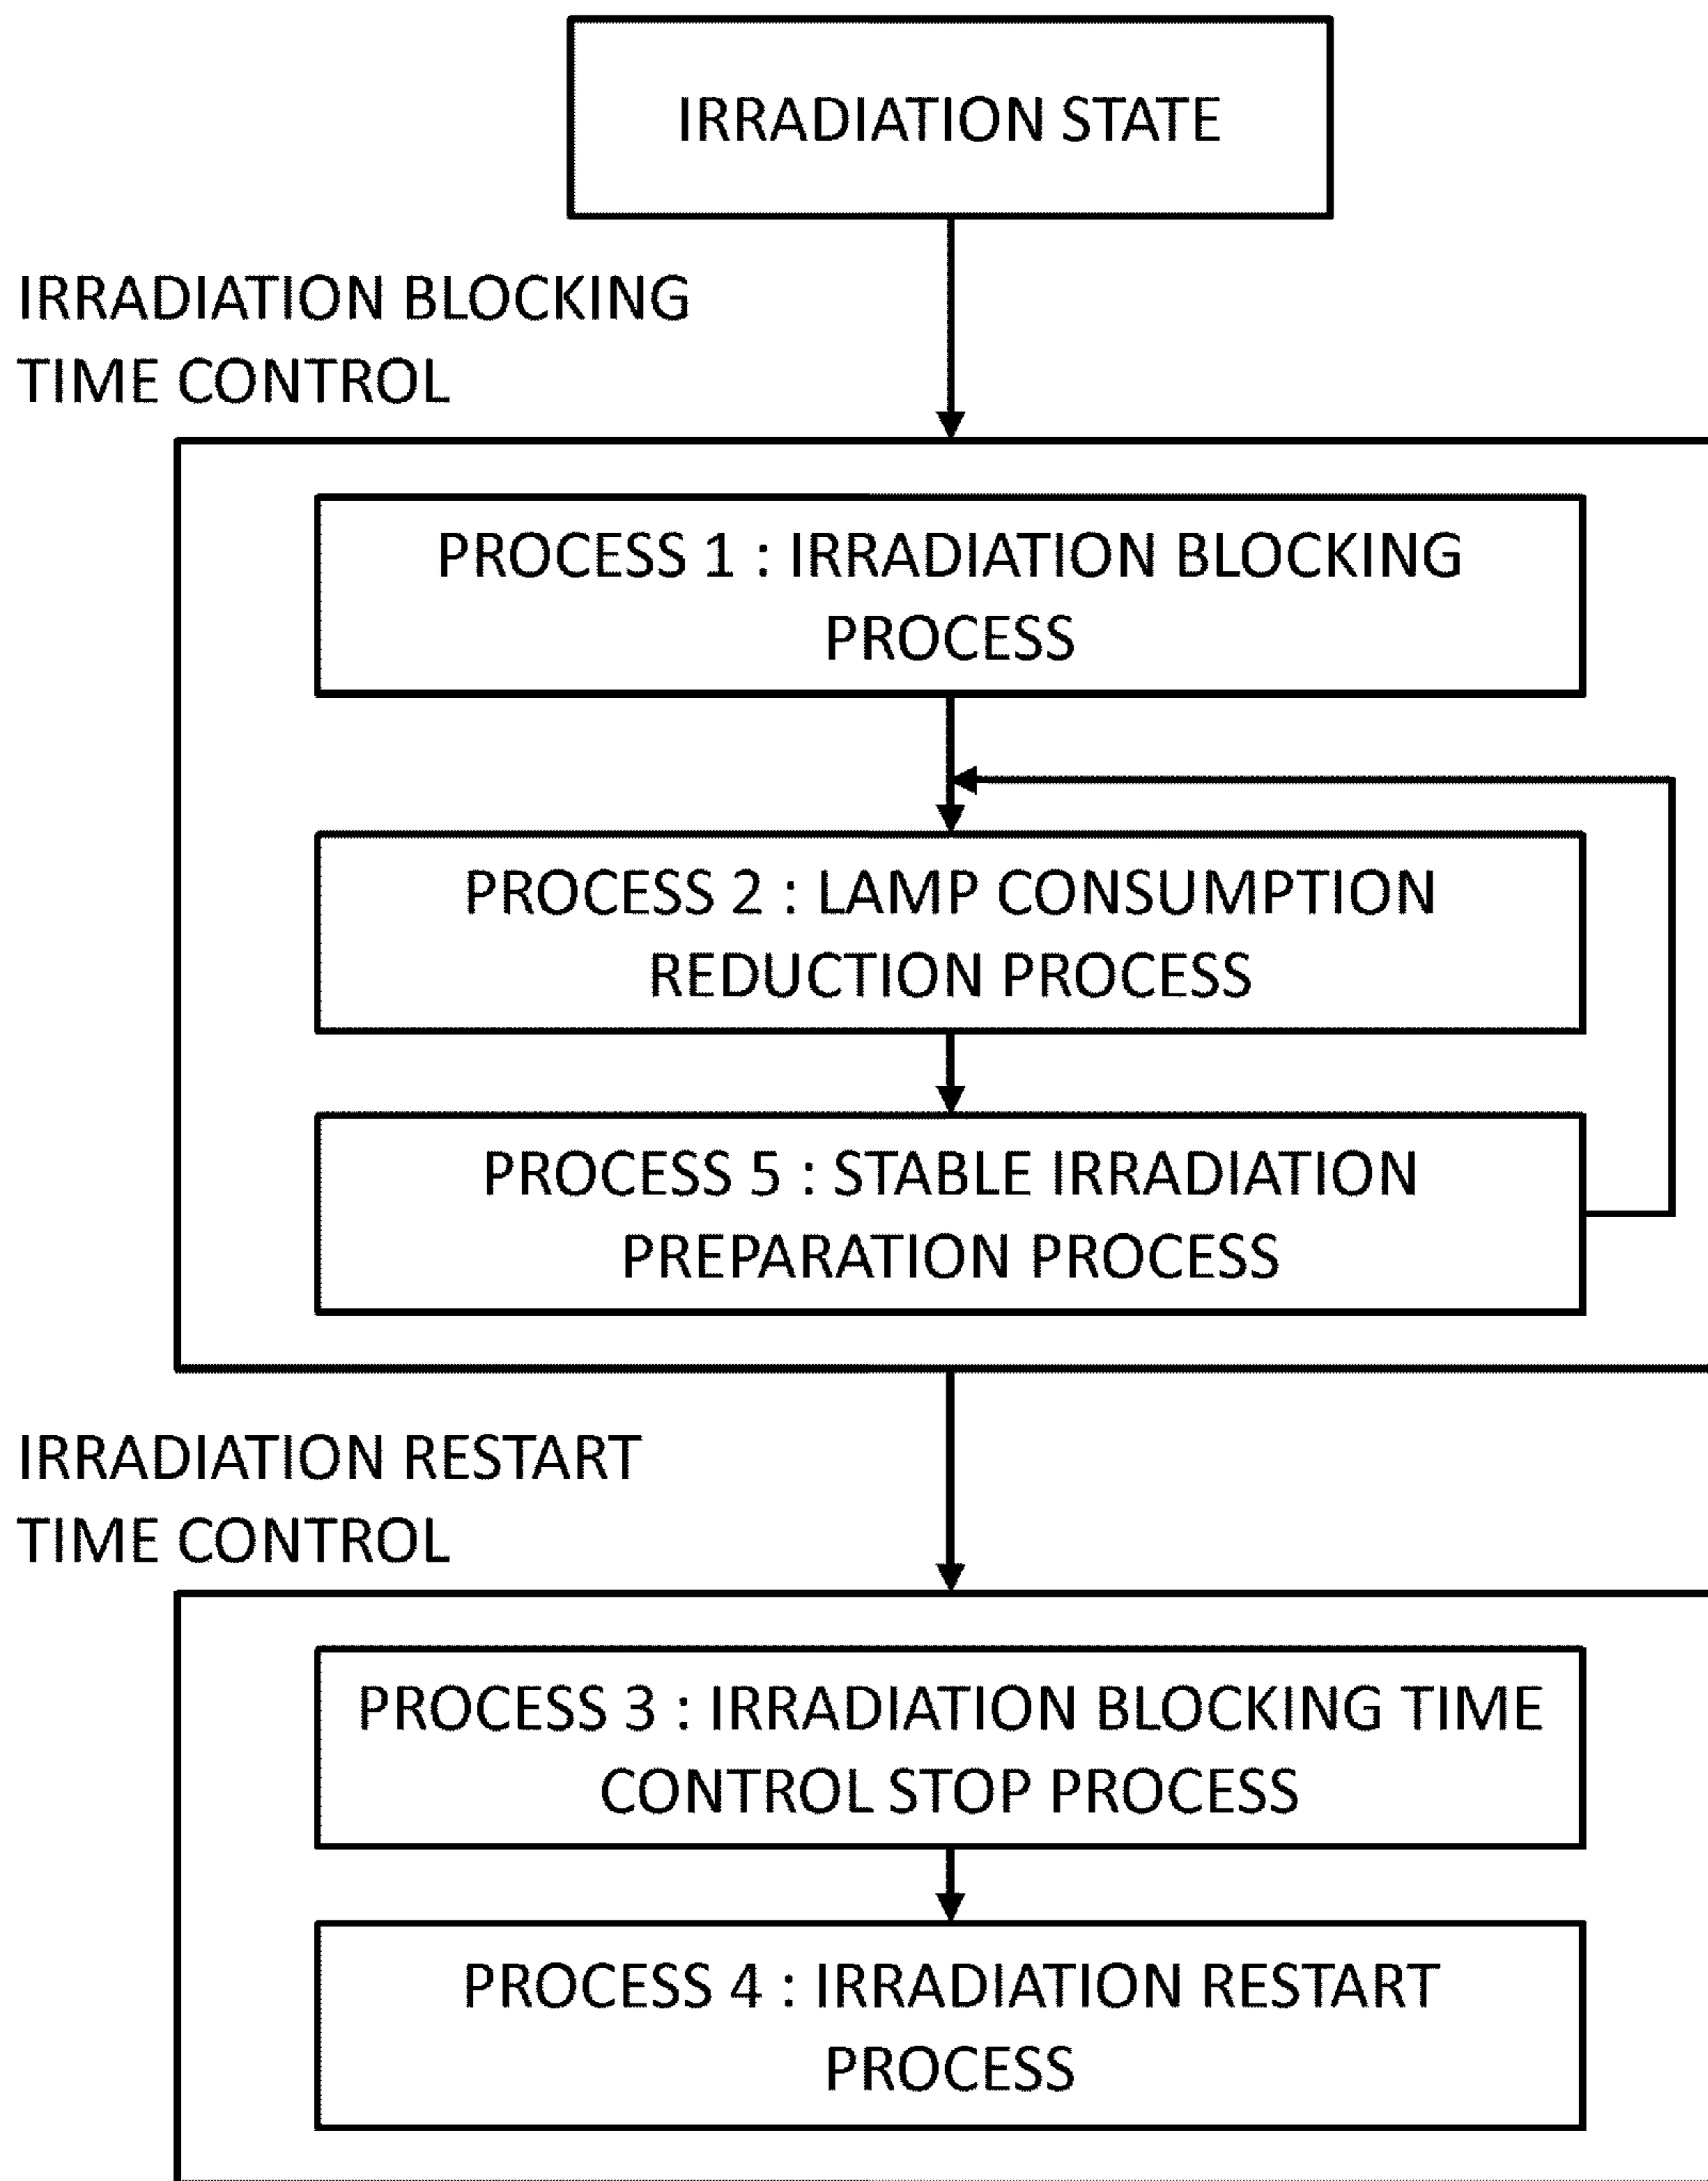 IRRADIATION STATE
IRRADIATION BLOCKING
TIME CONTROL
PROCESS 1 : IRRADIATION BLOCKING
PROCESS
PROCESS 2 : LAMP CONSUMPTION
REDUCTION PROCESS
PROCESS 5 : STABLE IRRADIATION
PREPARATION PROCESS
IRRADIATION RESTART
TIME CONTROL
PROCESS 3 : IRRADIATION BLOCKING TIME
CONTROL STOP PROCESS
PROCESS 4 : IRRADIATION RESTART
PROCESS